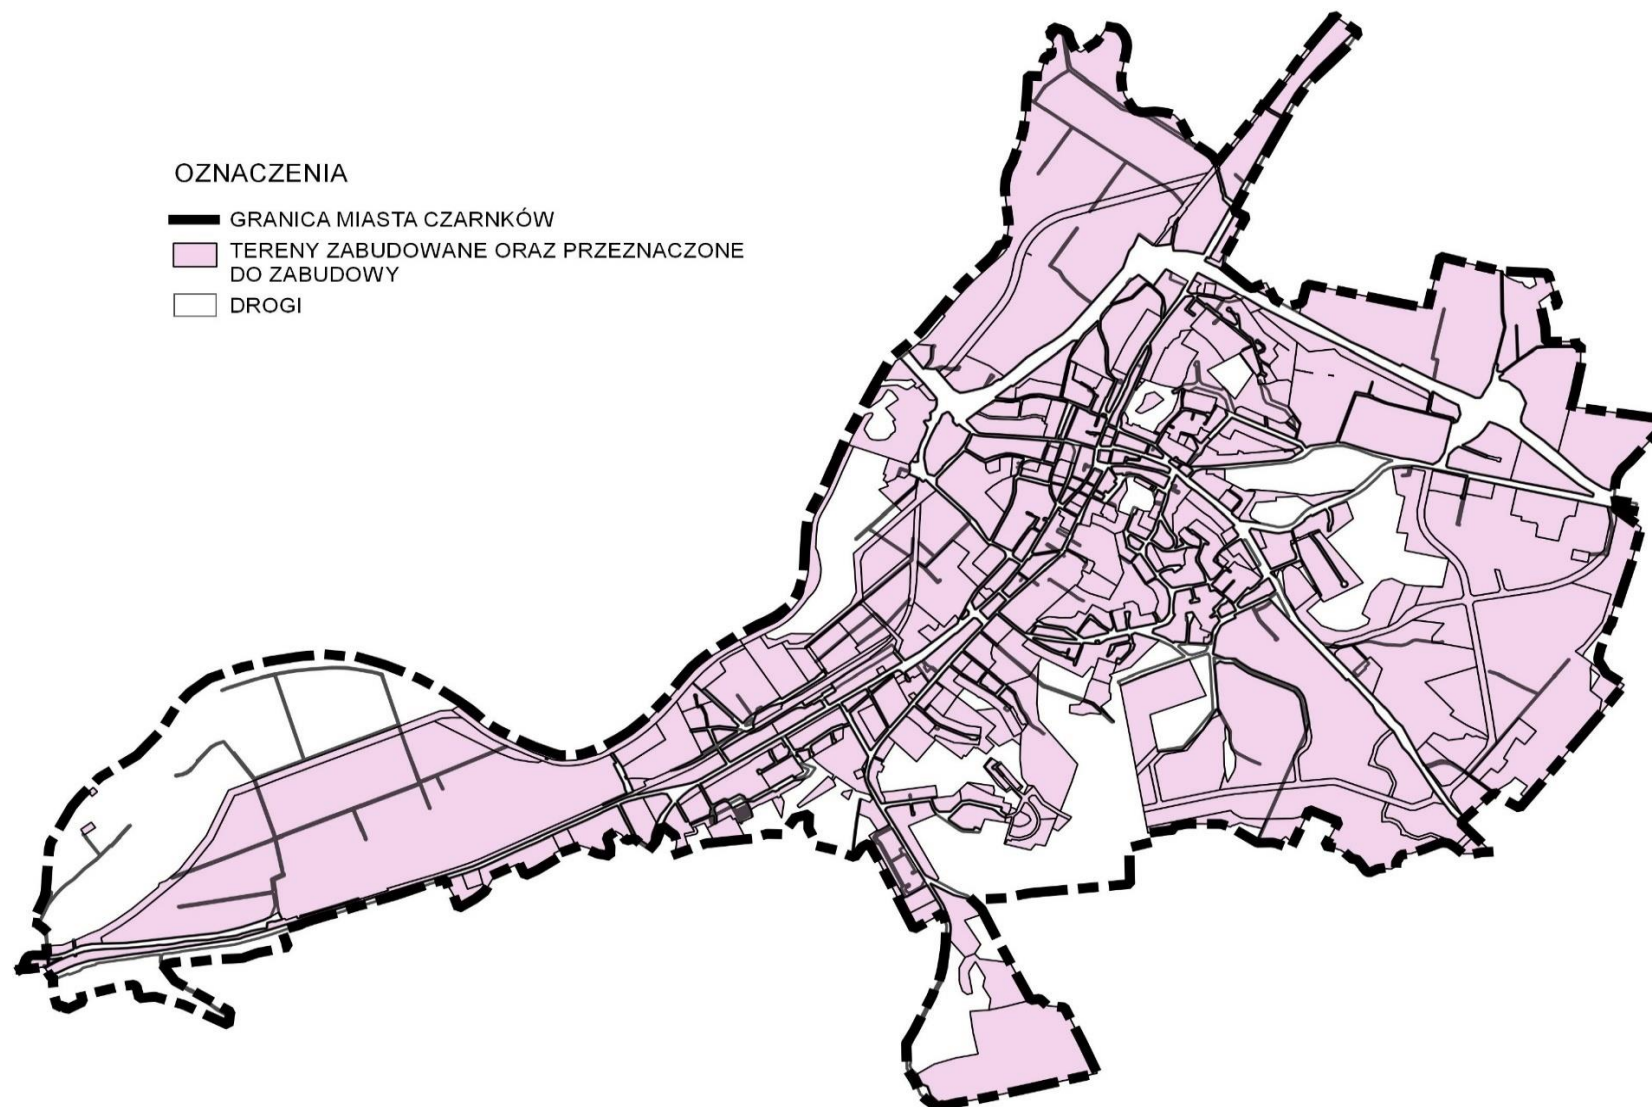 OZNACZENIA
GRANICA MIASTA CZARNKÓW
TERENY ZABUDOWANE ORAZ PRZEZNACZONE
DO ZABUDOWY
DROGI